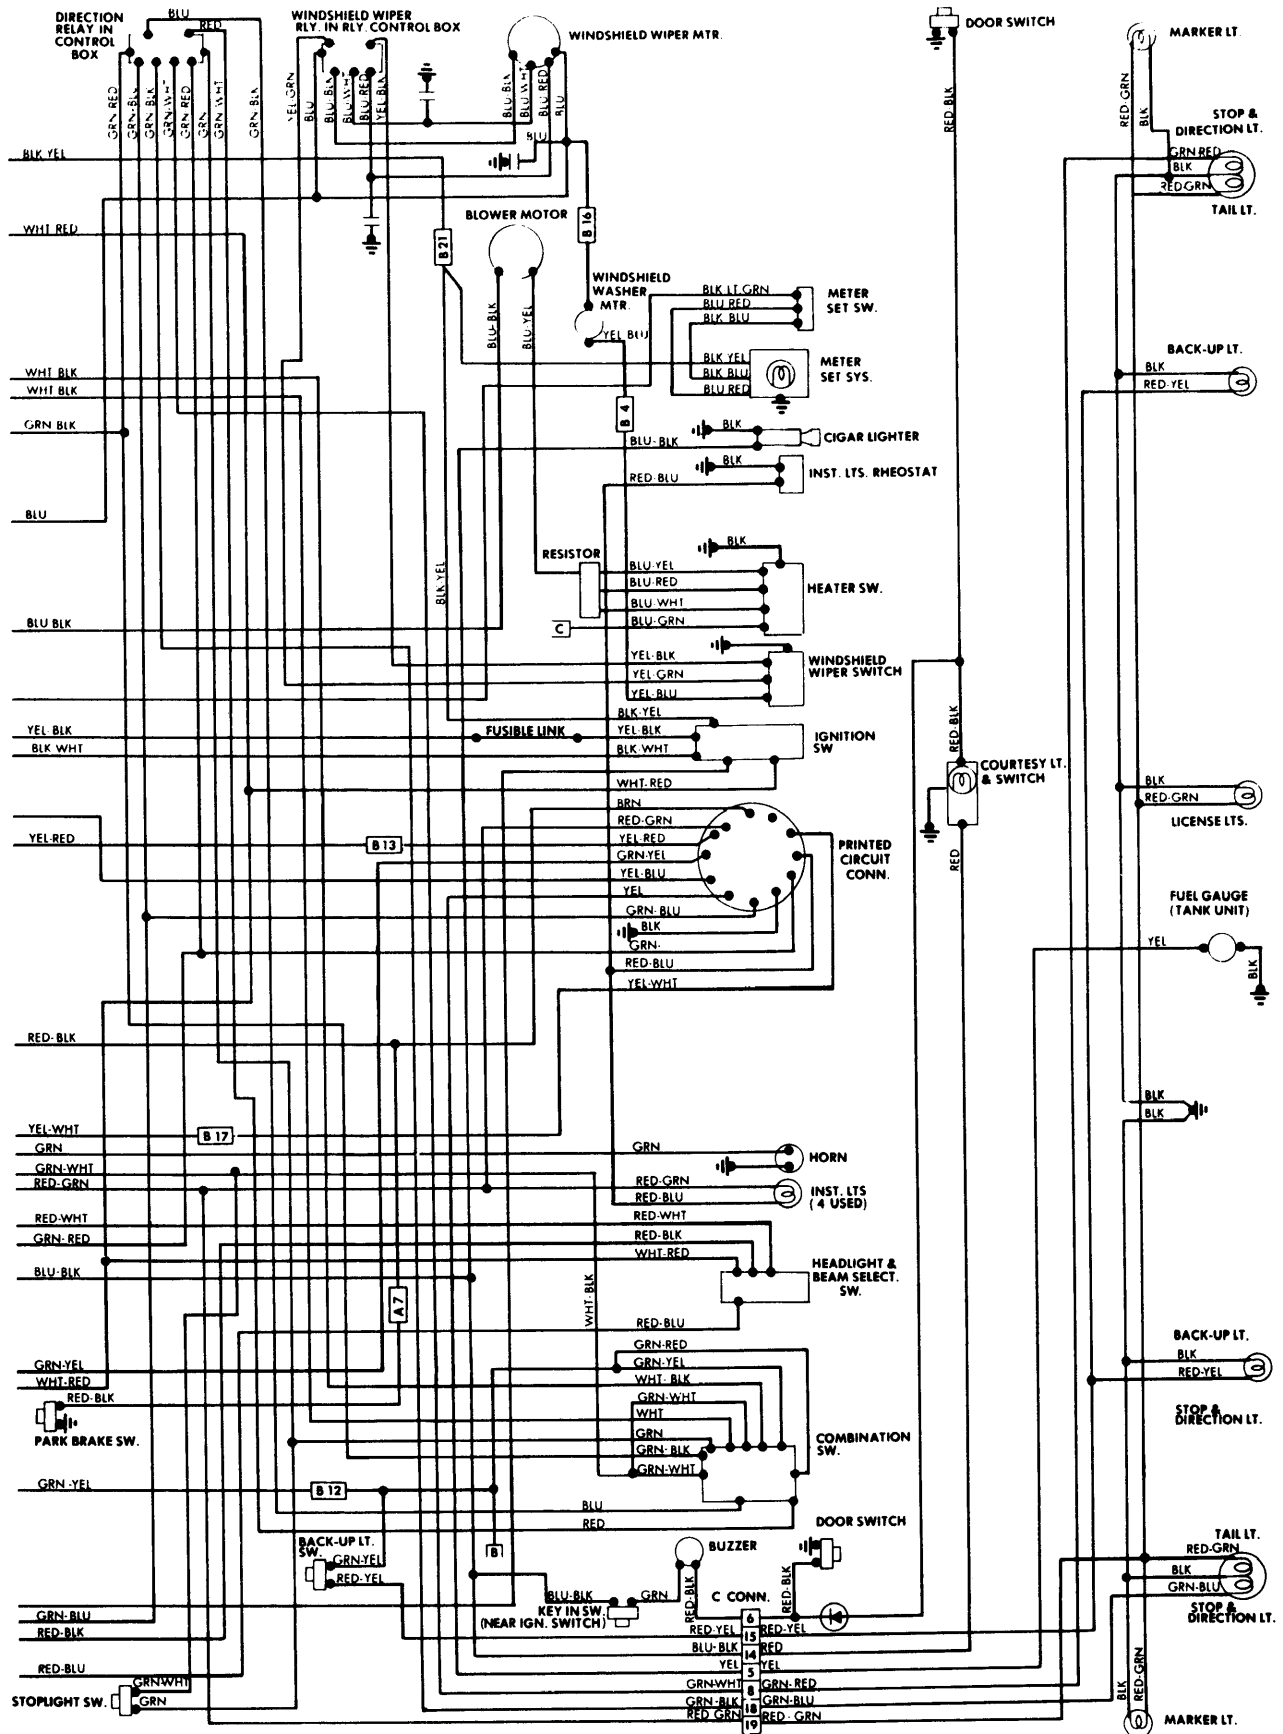 DIRECTION
RELAY IN
CONTROL
BOX
BLU
RED
WINDSHIELD WIPER
RLY. IN RLY. CONTROL BOX
WINDSHIELD WIPER MTR.
DOOR SWITCH
MARKER LT.
GRN RED
GRN-BLU
GRN BLK
GRN-WHT
GRN RED
GRN
GRN WHT
GRN BLK
YEL-GRN
BLU
BLU-BLK
BLU-WHT
BLU RED
YEL BLK
BLU-BLK
BLU WHT
BLU RED
BLU
BLU
RED BLK
RED-GRN
BLK
STOP &
DIRECTION LT.
GRN RED
BLK
RED GRN
TAIL LT.
BLK YEL
WHT RED
BLOWER MOTOR
B 21
B 16
WINDSHIELD
WASHER
MTR.
YEL BLU
BLU-BLK
BLU-YEL
BLK LT. GRN
BLU RED
BLK BLU
METER
SET SW.
BLK YEL
BLK BLU
BLU RED
METER
SET SYS.
BACK-UP LT.
BLK
RED-YEL
WHT BLK
WHT BLK
GRN BLK
B 4
BLK
BLU-BLK
CIGAR LIGHTER
BLK
RED-BLU
INST. LTS. RHEOSTAT
BLU
RESISTOR
BLK
BLU-YEL
BLU-RED
BLU-WHT
BLU-GRN
HEATER SW.
C
BLK-YEL
BLU BLK
YEL-BLK
YEL-GRN
YEL-BLU
WINDSHIELD
WIPER SWITCH
BLK-YEL
YEL BLK
FUSIBLE LINK
YEL-BLK
BLK WHT
BLK-WHT
IGNITION
SW
RED-BLK
COURTESY LT.
& SWITCH
WHT-RED
BLK
RED-GRN
LICENSE LTS.
BRN
RED-GRN
YEL-RED
B 13
YEL-RED
GRN-YEL
YEL-BLU
YEL
GRN-BLU
BLK
GRN-
RED-BLU
YEL-WHT
PRINTED
CIRCUIT
CONN.
RED
FUEL GAUGE
(TANK UNIT)
YEL
BLK
RED-BLK
BLK
BLK
YEL-WHT
B 17
GRN
GRN
HORN
GRN-WHT
RED-GRN
RED-GRN
RED-BLU
INST. LTS
( 4 USED)
RED-WHT
RED-WHT
GRN-RED
RED-BLK
WHT-RED
BLU-BLK
HEADLIGHT &
BEAM SELECT.
SW.
A 7
WHT-BLK
RED-BLU
GRN-RED
GRN-YEL
GRN-YEL
WHT-RED
WHT-BLK
RED-BLK
GRN-WHT
WHT
GRN
GRN-BLK
GRN-WHT
PARK BRAKE SW.
COMBINATION
SW.
BACK-UP LT.
BLK
RED-YEL
STOP &
DIRECTION LT.
GRN -YEL
B 12
BLU
RED
BACK-UP LT.
SW.
GRN-YEL
RED-YEL
B
BUZZER
DOOR SWITCH
BLU-BLK
GRN
KEY IN SW.
(NEAR IGN. SWITCH)
RED-BLK
C CONN.
RED-BLK
TAIL LT.
RED-GRN
BLK
GRN-BLU
STOP &
DIRECTION LT.
GRN-BLU
RED-BLK
6
RED-YEL 15 RED-YEL
BLU-BLK 14 RED
YEL 5 YEL
GRN-WHT 8 GRN-RED
GRN-BLK 18 GRN-BLU
RED GRN 19 RED - GRN
RED-BLU
GRN-WHT
STOPLIGHT SW.
GRN
BLK
RED-GRN
MARKER LT.